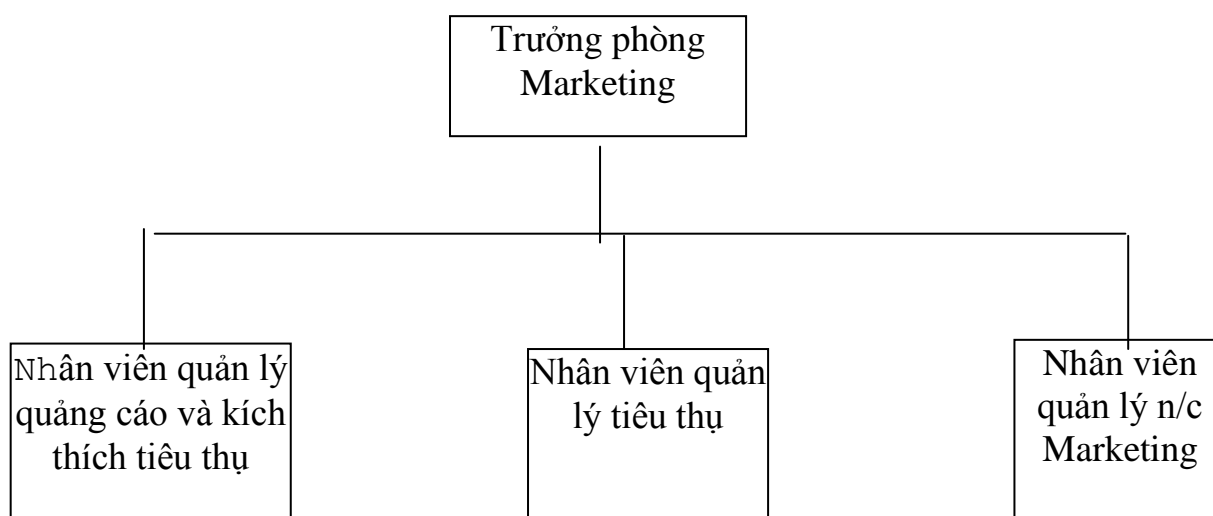 Trưởng phòng
Marketing
Nhân viên quản lý
quảng cáo và kích
thích tiêu thụ
Nhân viên quản
lý tiêu thụ
Nhân viên
quản lý n/c
Marketing